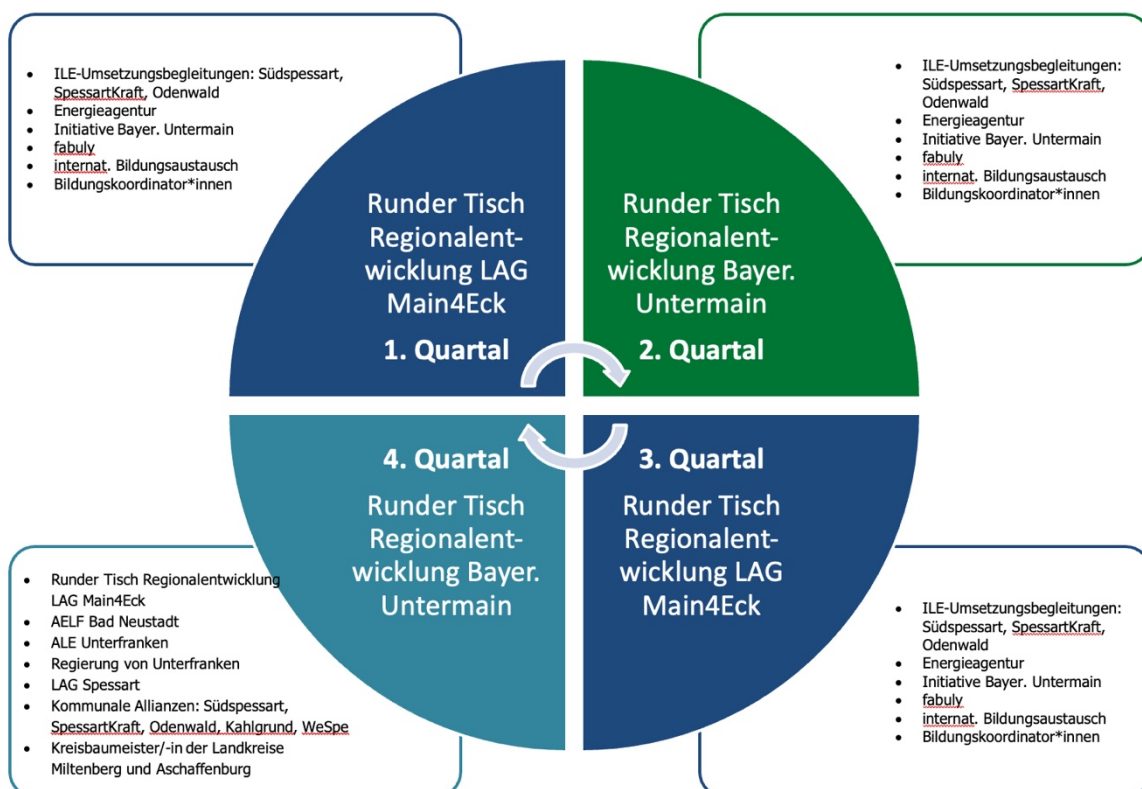 • ILE-Umsetzungsbegleitungen: Südspessart,
SpessartKraft, Odenwald
• Energieagentur
• Initiative Bayer. Untermain
• fabuly
• internat. Bildungsaustausch
• Bildungskoordinator*innen
Runder Tisch
Regionalent-
wicklung LAG
Main4Eck
1. Quartal
Runder Tisch
Regionalent-
wicklung Bayer.
Untermain
2. Quartal
• ILE-Umsetzungsbegleitungen:
Südspessart, SpessartKraft,
Odenwald
• Energieagentur
• Initiative Bayer. Untermain
• fabuly
• internat. Bildungsaustausch
• Bildungskoordinator*innen
• Runder Tisch Regionalentwicklung
LAG Main4Eck
• AELF Bad Neustadt
• ALE Unterfranken
• Regierung von Unterfranken
• LAG Spessart
• Kommunale Allianzen: Südspessart,
SpessartKraft, Odenwald, Kahlgrund, WeSpe
• Kreisbaumeister/-in der Landkreise
Miltenberg und Aschaffenburg
4. Quartal
Runder Tisch
Regionalent-
wicklung Bayer.
Untermain
3. Quartal
Runder Tisch
Regionalent-
wicklung LAG
Main4Eck
• ILE-Umsetzungsbegleitungen:
Südspessart, SpessartKraft,
Odenwald
• Energieagentur
• Initiative Bayer. Untermain
• fabuly
• internat. Bildungsaustausch
• Bildungskoordinator*innen